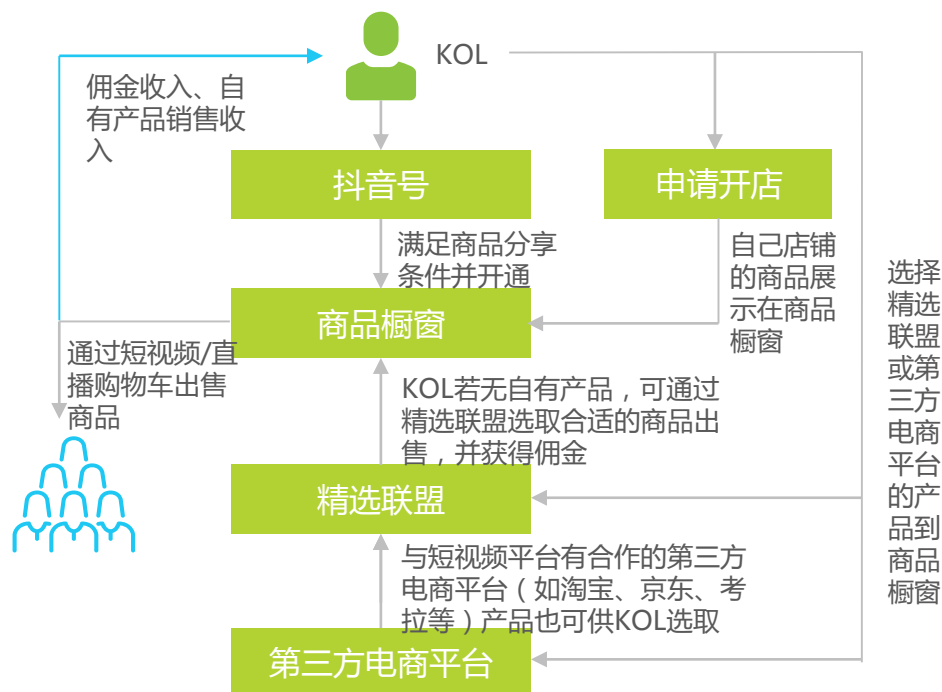 KOL
佣金收入、自
有产品销售收
入
抖音号
申请开店
满足商品分享
条件并开通
自己店铺
的商品展
示在商品
橱窗
商品橱窗
通过短视频/直
播购物车出售
商品
KOL若无自有产品，可通过
精选联盟选取合适的商品出
售，并获得佣金
精选联盟
与短视频平台有合作的第三方
电商平台（如淘宝、京东、考
拉等）产品也可供KOL选取
第三方电商平台
选择
精选
联盟
或第
三方
电商
平台
的产
品到
商品
橱窗